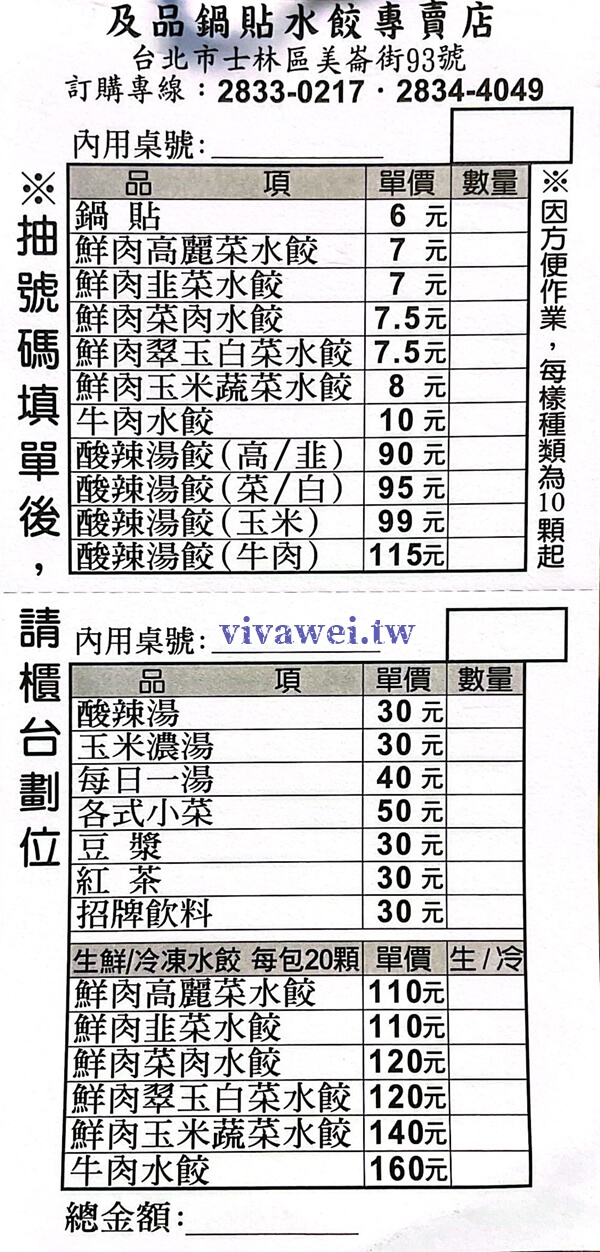 及品鍋貼水餃專賣店
台北市士林區美崙街93號
訂購專線：2833-0217・2834-4049
內用桌號：
※抽號碼填單後，請櫃台劃位
品 項 單價 數量
鍋 貼 6 元
鮮肉高麗菜水餃 7 元
鮮肉韭菜水餃 7 元
鮮肉菜肉水餃 7.5元
鮮肉翠玉白菜水餃 7.5元
鮮肉玉米蔬菜水餃 8 元
牛肉水餃 10 元
酸辣湯餃(高/韭) 90 元
酸辣湯餃(菜/白) 95 元
酸辣湯餃(玉米) 99 元
酸辣湯餃(牛肉) 115元
※因方便作業，每樣種類為10顆起
內用桌號：
vivawei.tw
品 項 單價 數量
酸辣湯 30 元
玉米濃湯 30 元
每日一湯 40 元
各式小菜 50 元
豆 漿 30 元
紅 茶 30 元
招牌飲料 30 元
生鮮/冷凍水餃 每包20顆 單價 生/冷
鮮肉高麗菜水餃 110元
鮮肉韭菜水餃 110元
鮮肉菜肉水餃 120元
鮮肉翠玉白菜水餃 120元
鮮肉玉米蔬菜水餃 140元
牛肉水餃 160元
總金額：